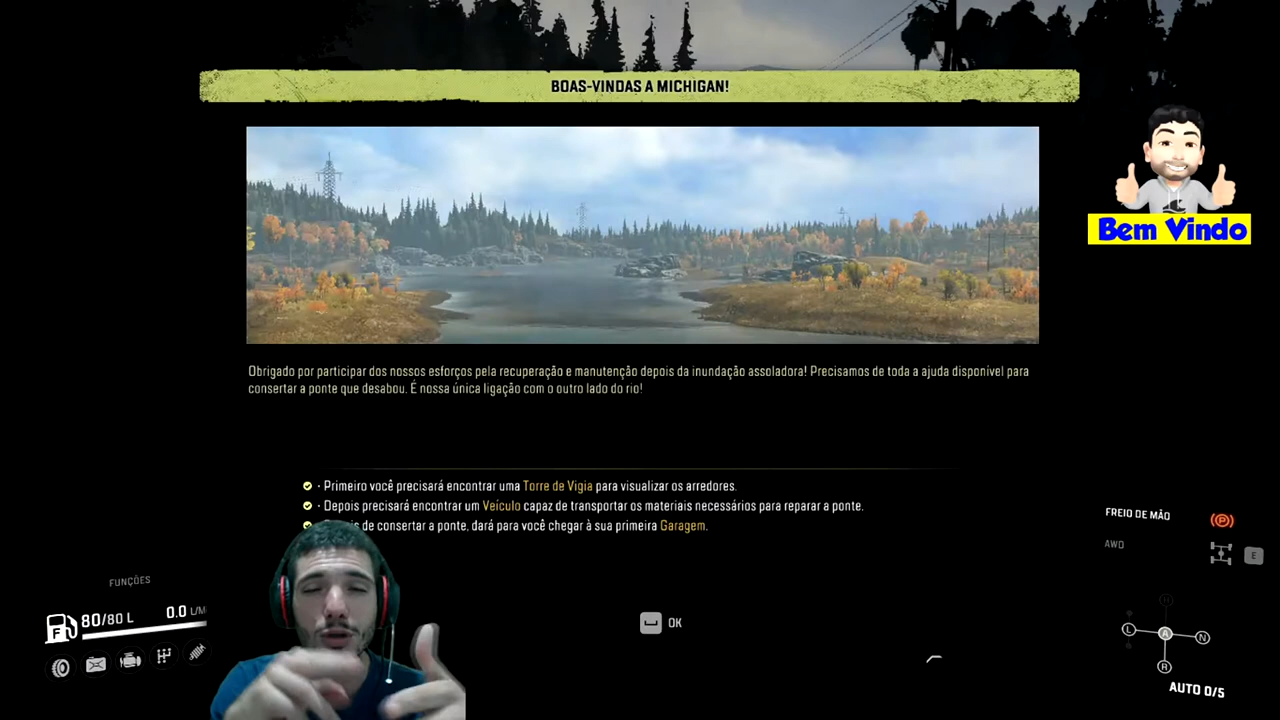 BOAS-VINDAS A MICHIGAN!
Bem Vindo
Obrigado por participar dos nossos esforços pela recuperação e manutenção depois da inundação assoladora! Precisamos de toda a ajuda disponível para
consertar a ponte que desabou. É nossa única ligação com o outro lado do rio!
· Primeiro você precisará encontrar uma Torre de Vigia para visualizar os arredores.
· Depois precisará encontrar um Veículo capaz de transportar os materiais necessários para reparar a ponte.
de consertar a ponte, dará para você chegar à sua primeira Garagem.
FREIO DE MÃO
(P)
AWD
E
FUNÇÕES
F
80/80 L
0.0
OK
H
L
A
N
R
AUTO 0/5